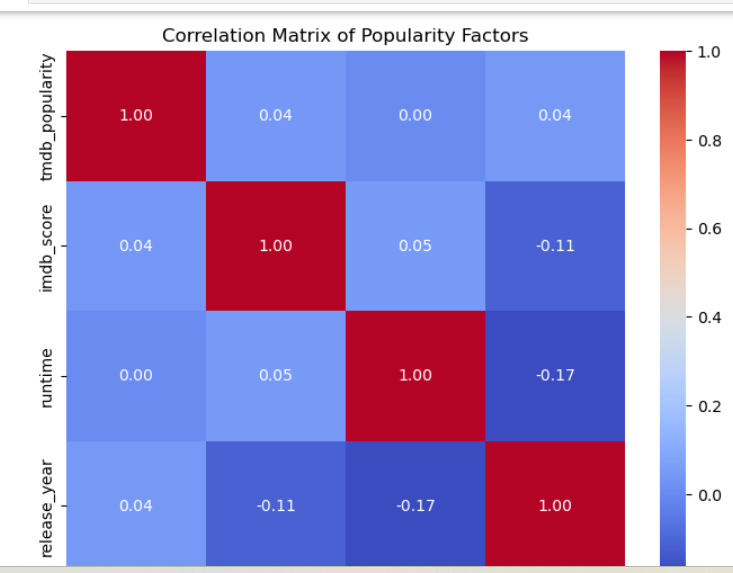 Correlation Matrix of Popularity Factors
tmdb_popularity 1.00 0.04 0.00 0.04
imdb_score 0.04 1.00 0.05 -0.11
runtime 0.00 0.05 1.00 -0.17
release_year 0.04 -0.11 -0.17 1.00
1.0
0.8
0.6
0.4
0.2
0.0